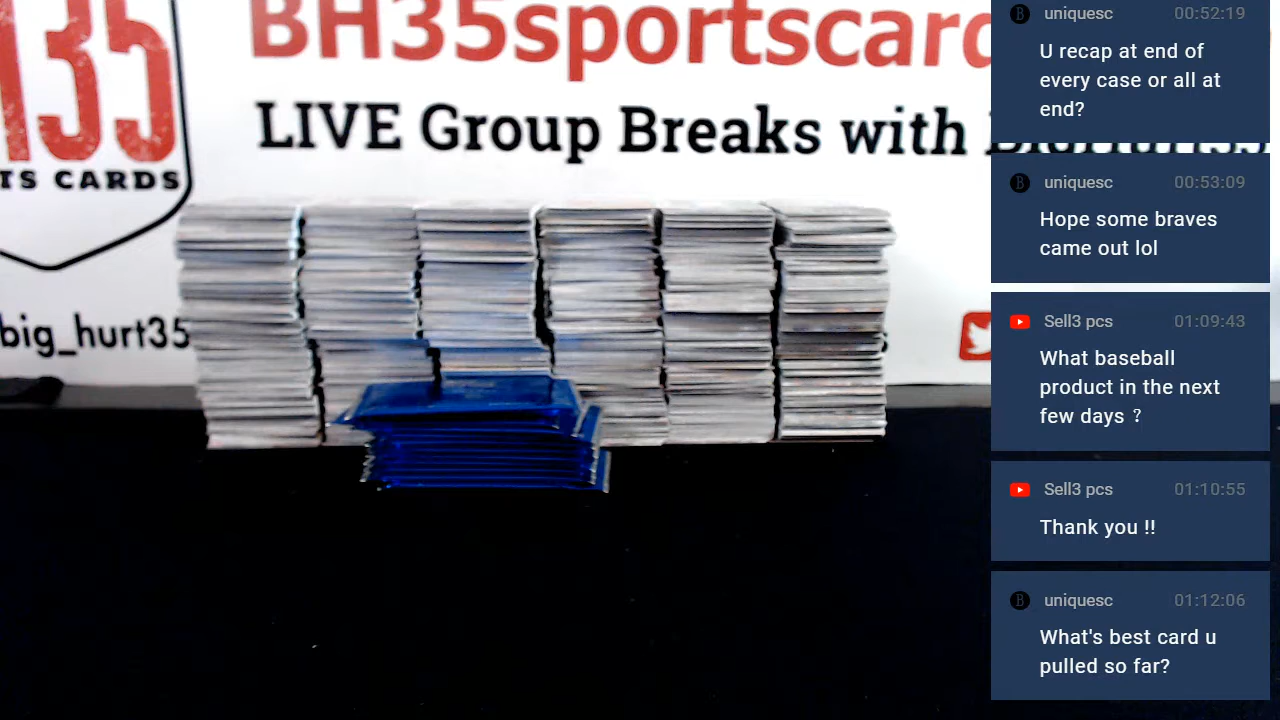 135
TS CARDS
BH35sportscard
LIVE Group Breaks with
big_hurt35
uniquesc 00:52:19
U recap at end of
every case or all at
end?
uniquesc 00:53:09
Hope some braves
came out lol
Sell3 pcs 01:09:43
What baseball
product in the next
few days ?
Sell3 pcs 01:10:55
Thank you !!
uniquesc 01:12:06
What's best card u
pulled so far?